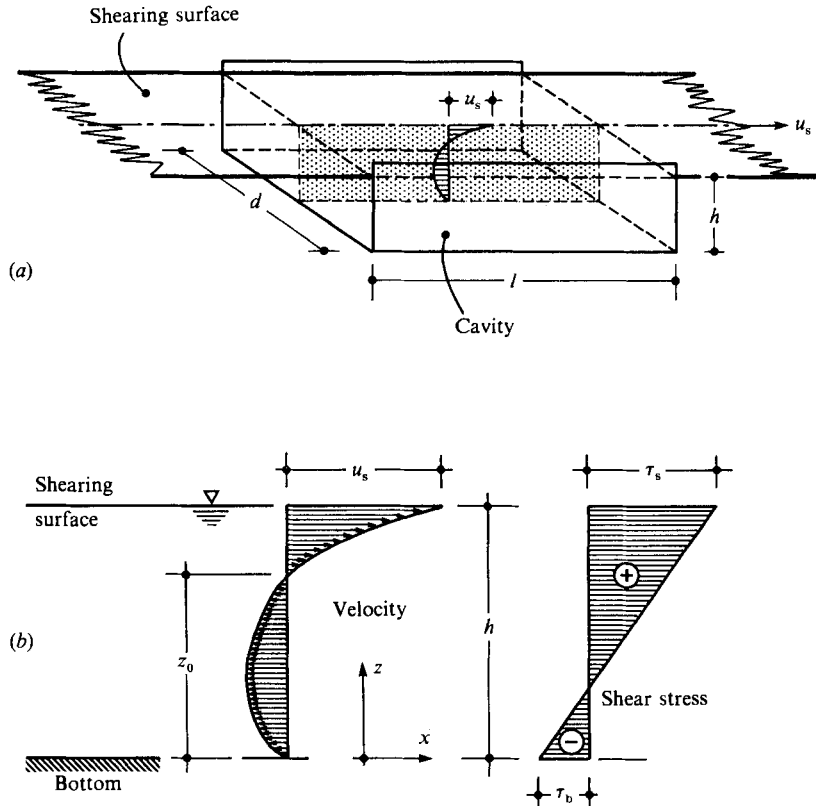 Shearing surface
u_s
u_s
d
h
(a)
l
Cavity
u_s
τ_s
Shearing
surface
+
Velocity
h
(b)
z_0
z
Shear stress
x
−
Bottom
τ_b